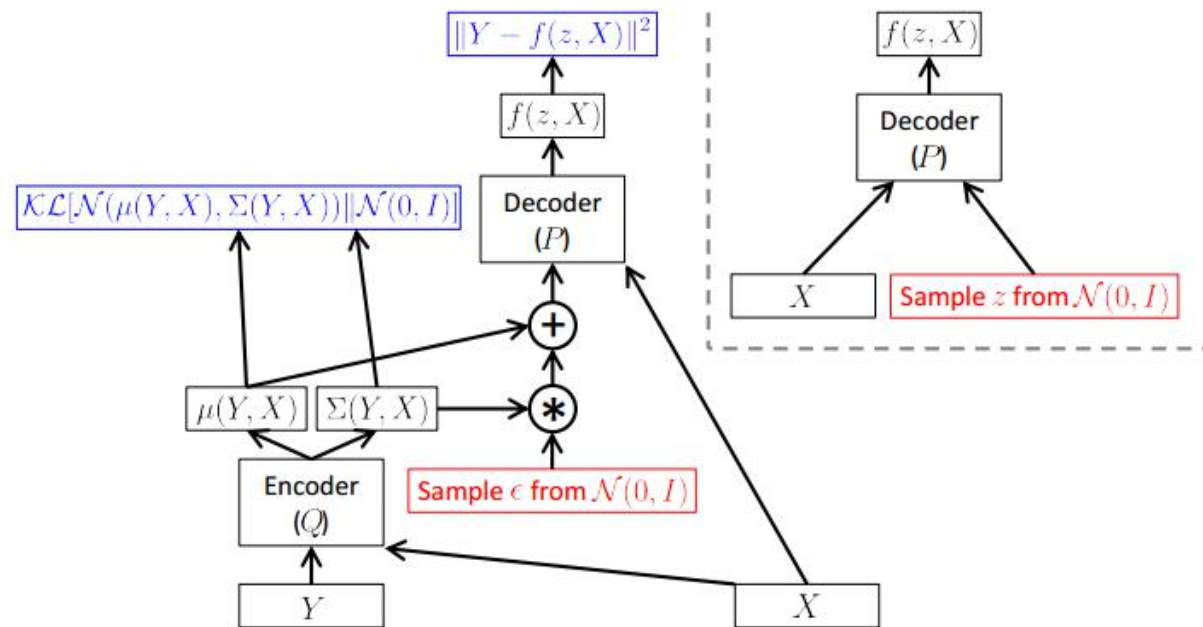 ‖Y − f(z, X)‖²
f(z, X)
Decoder
(P)
𝒦ℒ[𝒩(μ(Y, X), Σ(Y, X))‖𝒩(0, I)]
+
μ(Y, X)
Σ(Y, X)
*
Encoder
(Q)
Sample ϵ from 𝒩(0, I)
Y
X
f(z, X)
Decoder
(P)
X
Sample z from 𝒩(0, I)